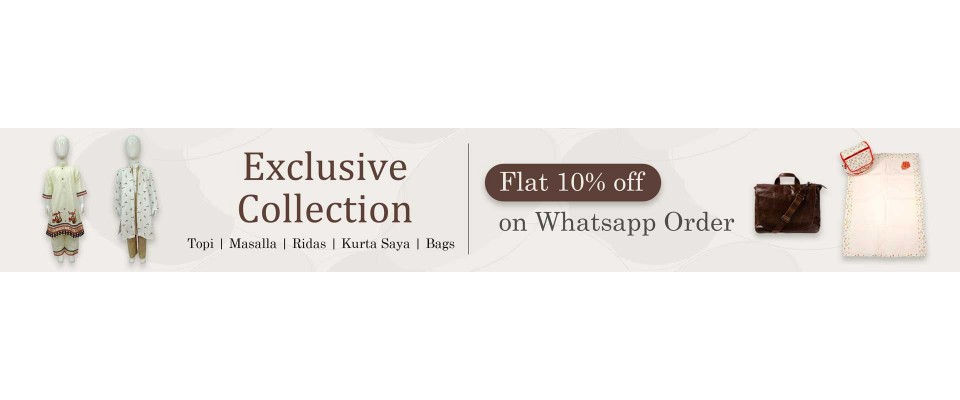 Exclusive
Collection
Topi | Masalla | Ridas | Kurta Saya | Bags
Flat 10% off
on Whatsapp Order